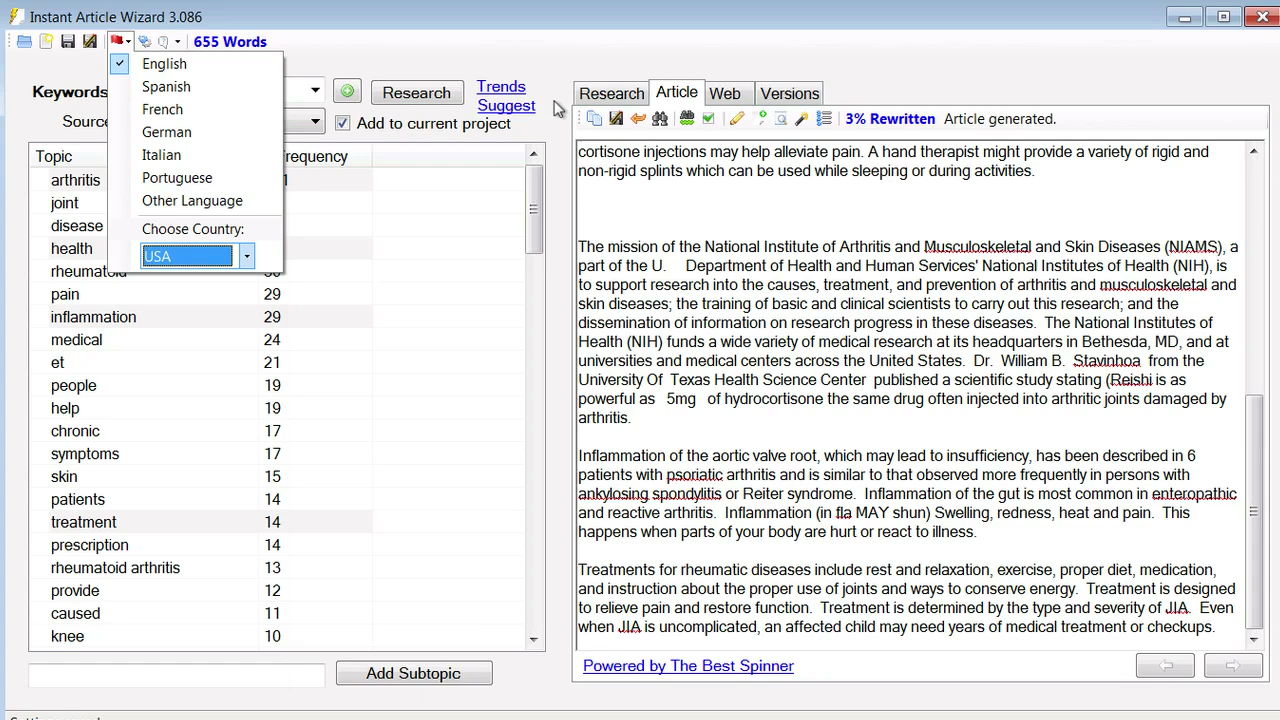 Instant Article Wizard 3.086
655 Words
English
Spanish
French
German
Italian
Portuguese
Other Language
Choose Country:
USA
Keywords
Research
Trends
Suggest
Add to current project
Topic
arthritis
joint
disease
health
pain 29
inflammation 29
medical 24
et 21
people 19
help 19
chronic 17
symptoms 17
skin 15
patients 14
treatment 14
prescription 14
rheumatoid arthritis 13
provide 12
caused 11
knee 10
Add Subtopic
Research Article Web Versions
3% Rewritten Article generated.
cortisone injections may help alleviate pain. A hand therapist might provide a variety of rigid and
non-rigid splints which can be used while sleeping or during activities.
The mission of the National Institute of Arthritis and Musculoskeletal and Skin Diseases (NIAMS), a
part of the U. Department of Health and Human Services' National Institutes of Health (NIH), is
to support research into the causes, treatment, and prevention of arthritis and musculoskeletal and
skin diseases; the training of basic and clinical scientists to carry out this research; and the
dissemination of information on research progress in these diseases. The National Institutes of
Health (NIH) funds a wide variety of medical research at its headquarters in Bethesda, MD, and at
universities and medical centers across the United States. Dr. William B. Stavinhoa from the
University Of Texas Health Science Center published a scientific study stating (Reishi is as
powerful as 5mg of hydrocortisone the same drug often injected into arthritic joints damaged by
arthritis.
Inflammation of the aortic valve root, which may lead to insufficiency, has been described in 6
patients with psoriatic arthritis and is similar to that observed more frequently in persons with
ankylosing spondylitis or Reiter syndrome. Inflammation of the gut is most common in enteropathic
and reactive arthritis. Inflammation (in fla MAY shun) Swelling, redness, heat and pain. This
happens when parts of your body are hurt or react to illness.
Treatments for rheumatic diseases include rest and relaxation, exercise, proper diet, medication,
and instruction about the proper use of joints and ways to conserve energy. Treatment is designed
to relieve pain and restore function. Treatment is determined by the type and severity of JIA. Even
when JIA is uncomplicated, an affected child may need years of medical treatment or checkups.
Powered by The Best Spinner